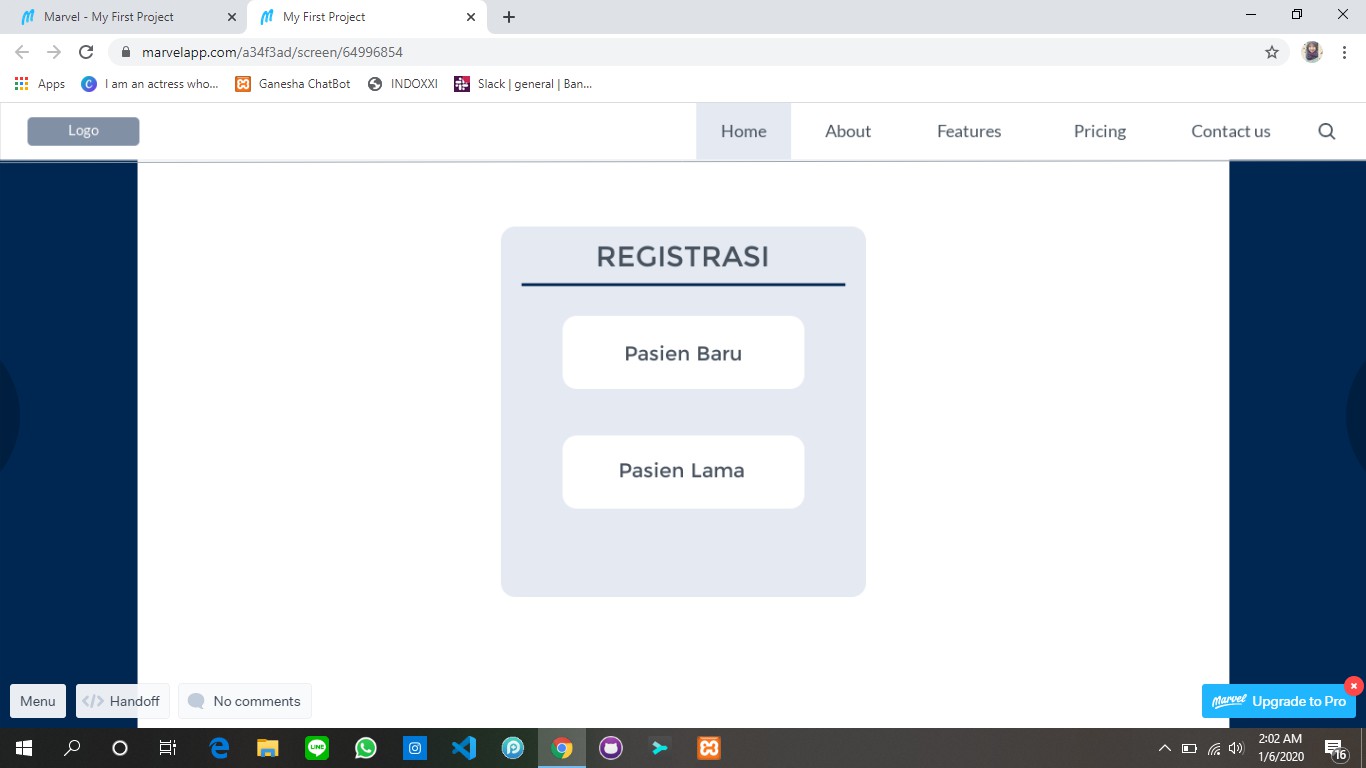 Marvel - My First Project
My First Project
marvelapp.com/a34f3ad/screen/64996854
Apps
I am an actress who...
Ganesha ChatBot
INDOXXI
Slack | general | Ban...
Logo
Home
About
Features
Pricing
Contact us
REGISTRASI
Pasien Baru
Pasien Lama
Menu
</> Handoff
No comments
Marvel Upgrade to Pro
LINE
2:02 AM
1/6/2020
16